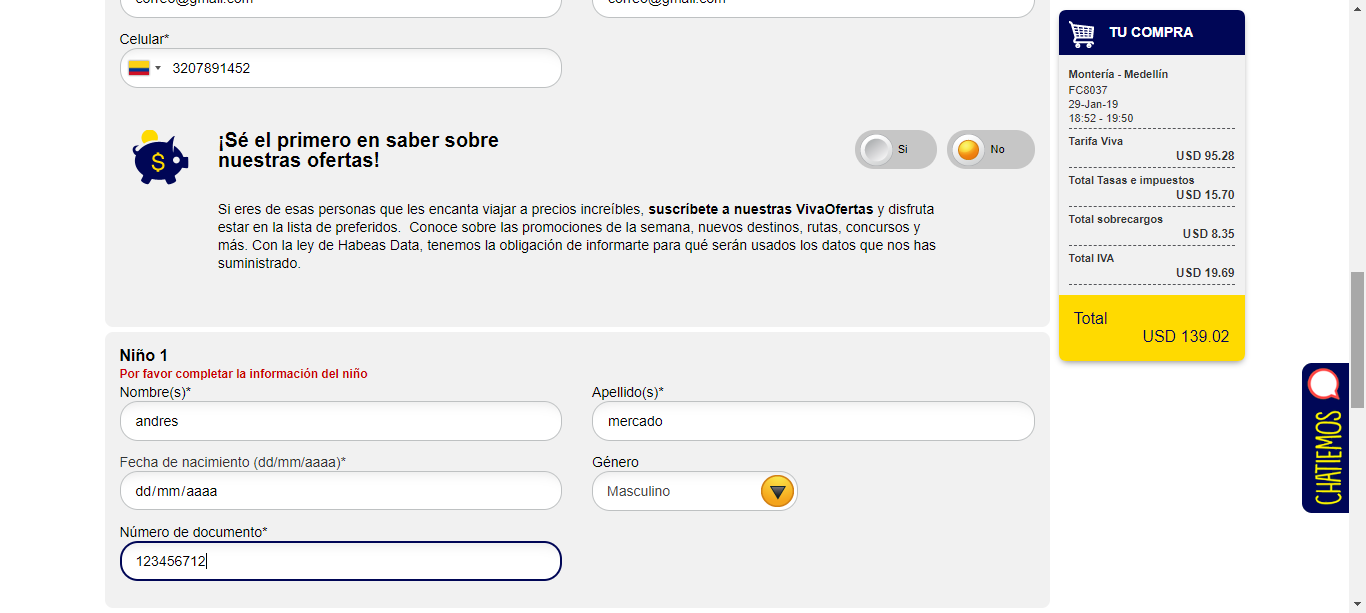 correo@gmail.com
correo@gmail.com
Celular*
3207891452
$
¡Sé el primero en saber sobre
nuestras ofertas!
Si
No
Si eres de esas personas que les encanta viajar a precios increíbles, suscríbete a nuestras VivaOfertas y disfruta
estar en la lista de preferidos. Conoce sobre las promociones de la semana, nuevos destinos, rutas, concursos y
más. Con la ley de Habeas Data, tenemos la obligación de informarte para qué serán usados los datos que nos has
suministrado.
Niño 1
Por favor completar la información del niño
Nombre(s)*
Apellido(s)*
andres
mercado
Fecha de nacimiento (dd/mm/aaaa)*
Género
dd/mm/aaaa
Masculino
Número de documento*
123456712
TU COMPRA
Montería - Medellín
FC8037
29-Jan-19
18:52 - 19:50
Tarifa Viva
USD 95.28
Total Tasas e impuestos
USD 15.70
Total sobrecargos
USD 8.35
Total IVA
USD 19.69
Total
USD 139.02
CHATIEMOS